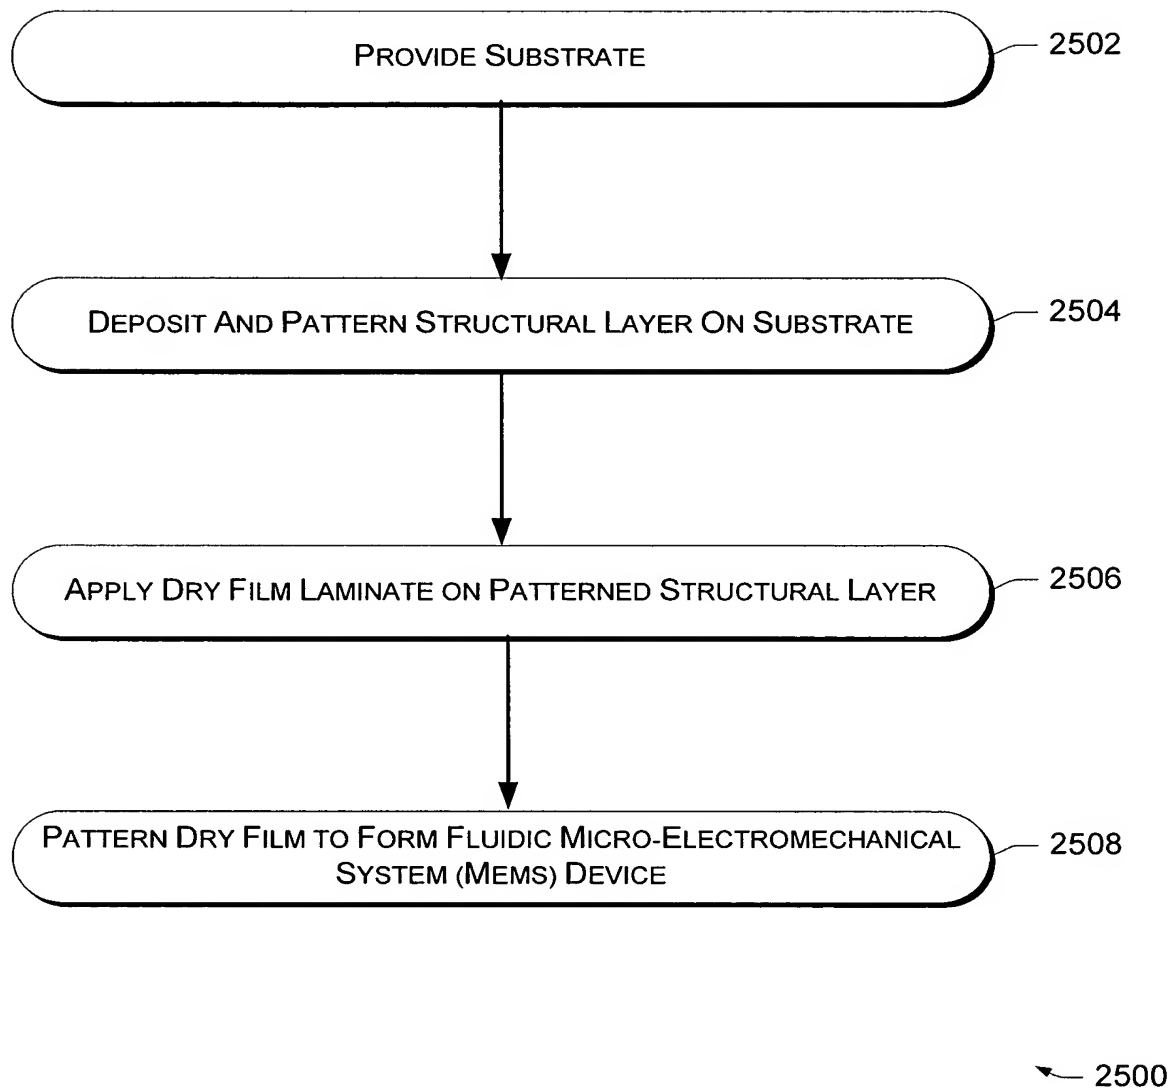 PROVIDE SUBSTRATE
2502
DEPOSIT AND PATTERN STRUCTURAL LAYER ON SUBSTRATE
2504
APPLY DRY FILM LAMINATE ON PATTERNED STRUCTURAL LAYER
2506
PATTERN DRY FILM TO FORM FLUIDIC MICRO-ELECTROMECHANICAL
SYSTEM (MEMS) DEVICE
2508
2500